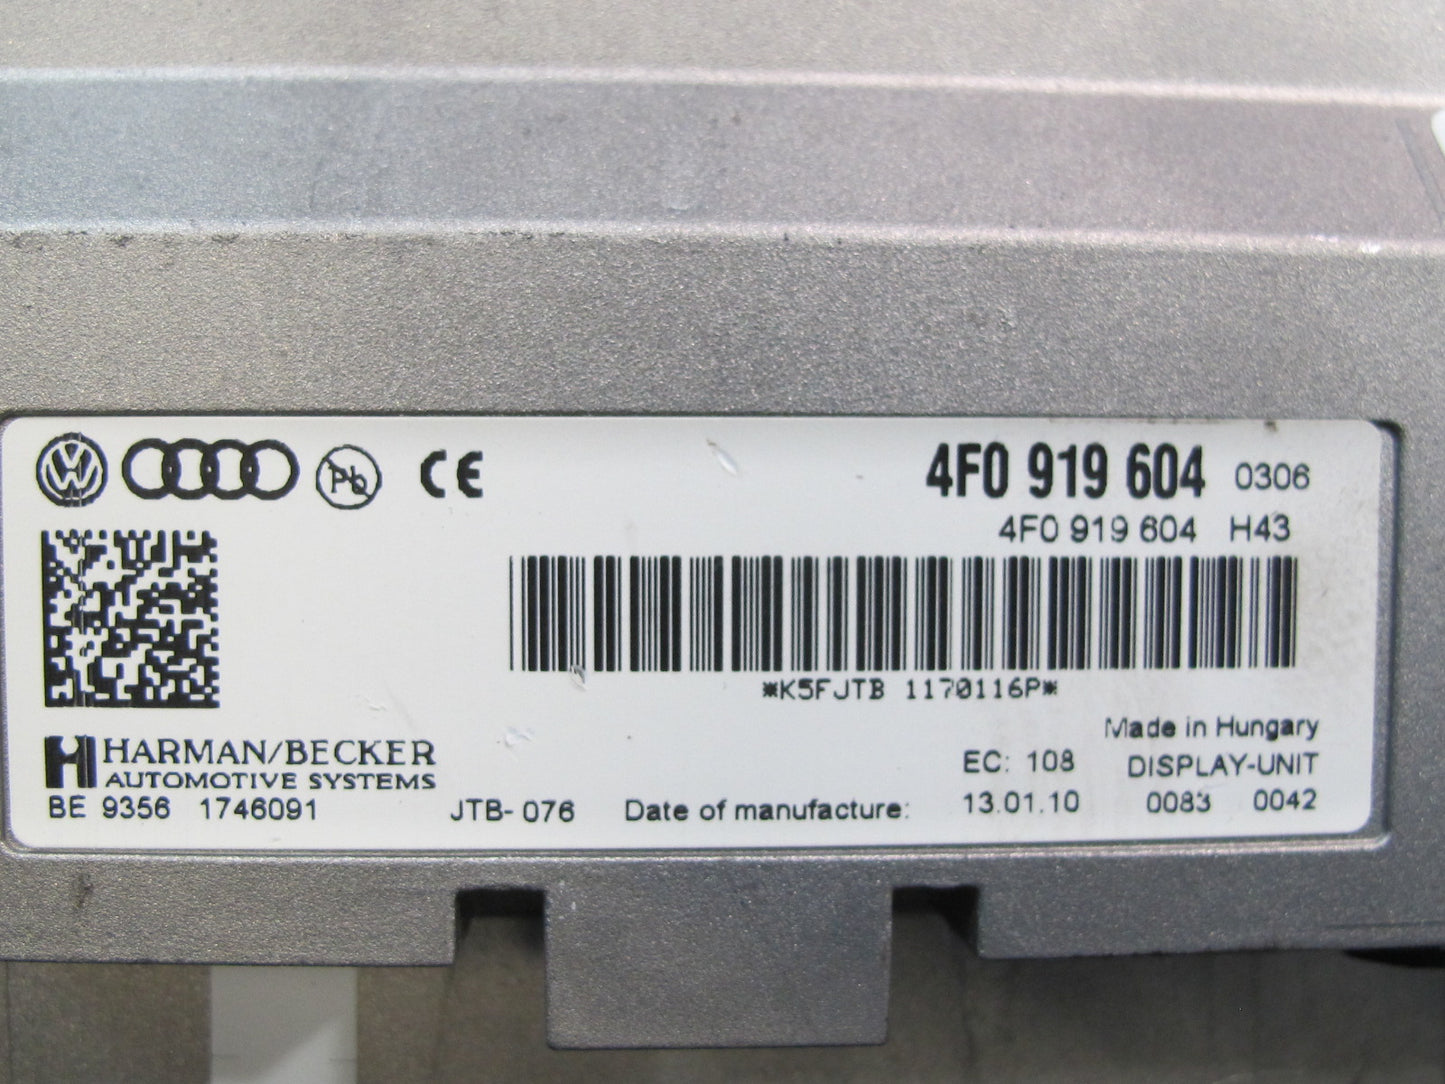 Pb CE
4F0 919 604 0306
4F0 919 604 H43
*K5FJTB 1170116P*
Made in Hungary
HARMAN/BECKER
AUTOMOTIVE SYSTEMS
EC: 108 DISPLAY-UNIT
BE 9356 1746091 JTB-076 Date of manufacture: 13.01.10 0083 0042